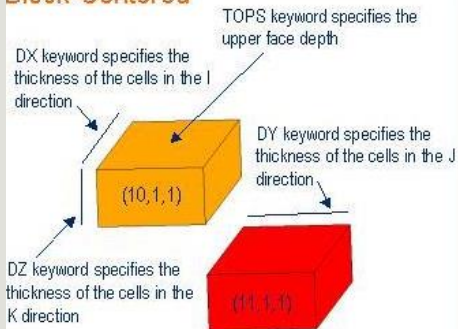 Block Centered
TOPS keyword specifies the
upper face depth
DX keyword specifies the
thickness of the cells in the I
direction
DY keyword specifies the
thickness of the cells in the J
direction
(10,1,1)
DZ keyword specifies the
thickness of the cells in the
K direction
(11,1,1)